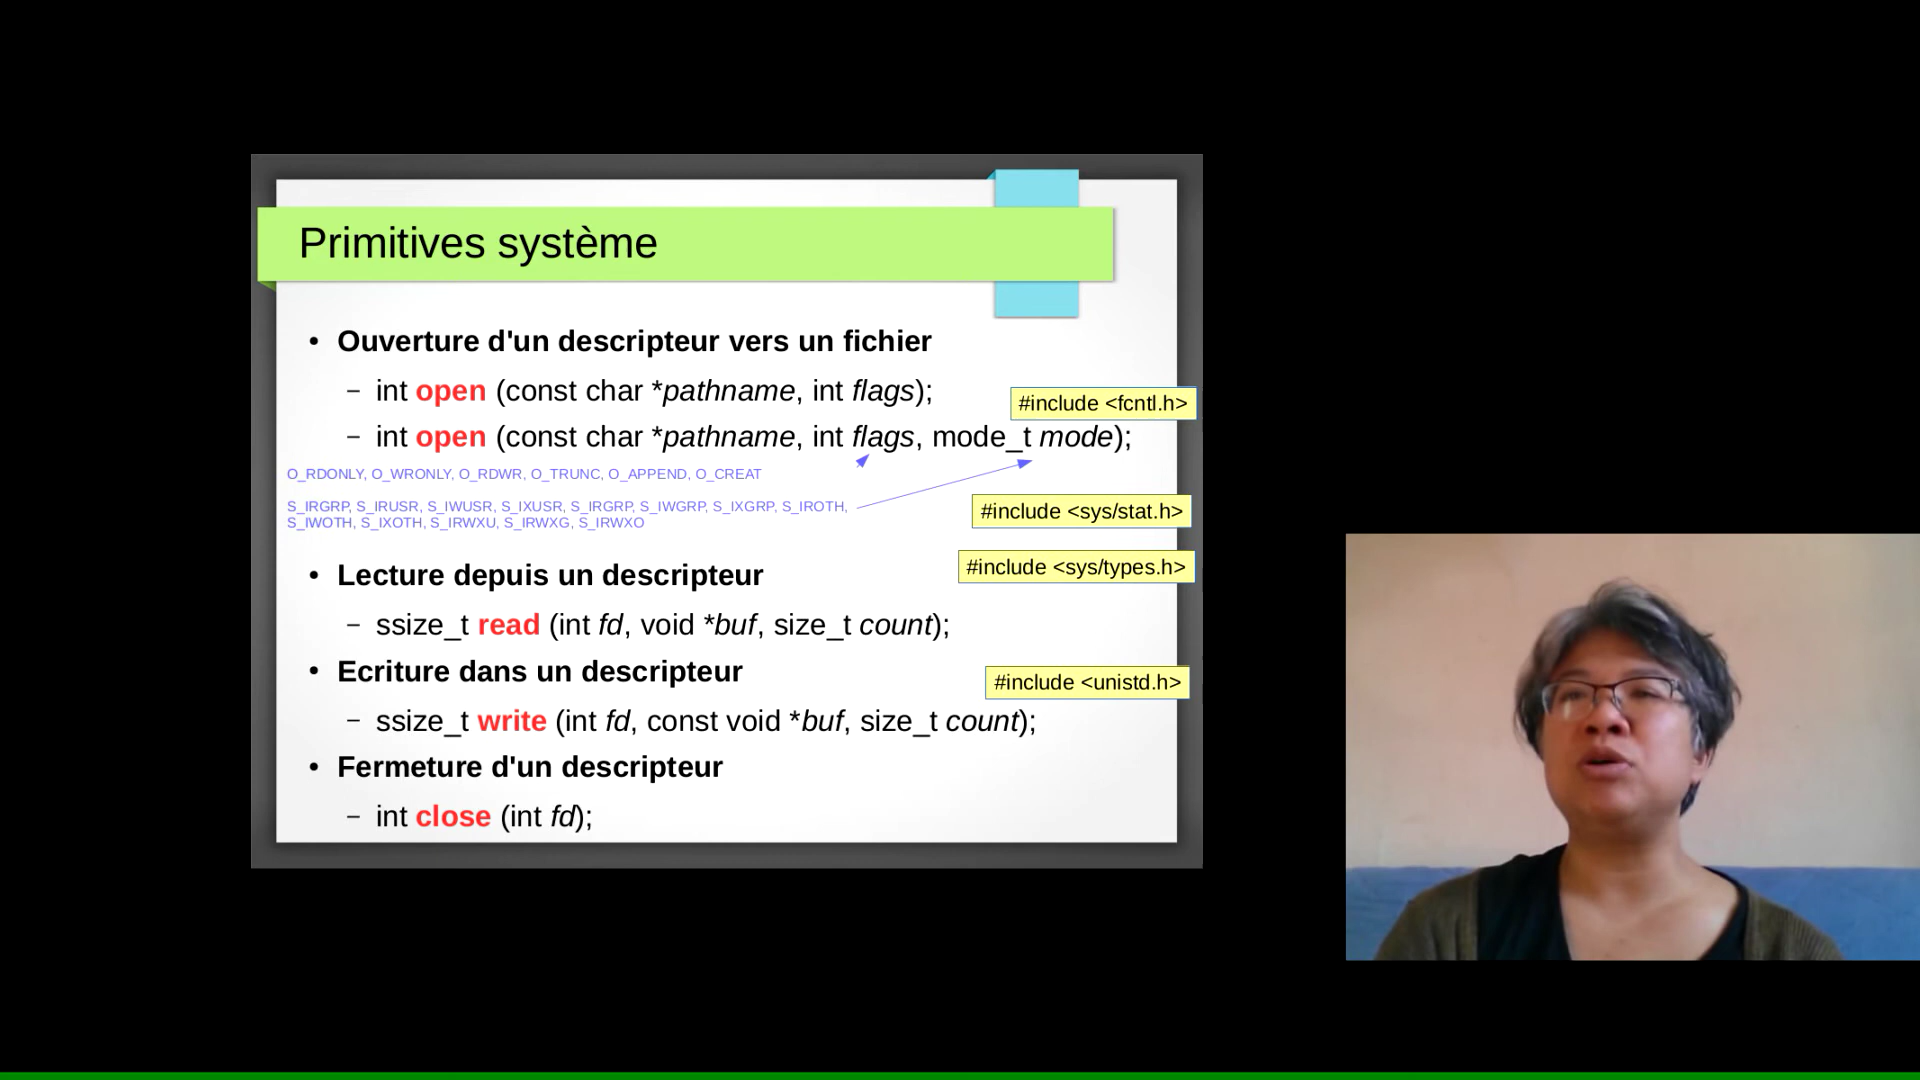 Primitives système
• Ouverture d'un descripteur vers un fichier
– int open (const char *pathname, int flags);
#include <fcntl.h>
– int open (const char *pathname, int flags, mode_t mode);
O_RDONLY, O_WRONLY, O_RDWR, O_TRUNC, O_APPEND, O_CREAT
S_IRGRP, S_IRUSR, S_IWUSR, S_IXUSR, S_IRGRP, S_IWGRP, S_IXGRP, S_IROTH,
S_IWOTH, S_IXOTH, S_IRWXU, S_IRWXG, S_IRWXO
#include <sys/stat.h>
#include <sys/types.h>
• Lecture depuis un descripteur
– ssize_t read (int fd, void *buf, size_t count);
• Ecriture dans un descripteur
#include <unistd.h>
– ssize_t write (int fd, const void *buf, size_t count);
• Fermeture d'un descripteur
– int close (int fd);